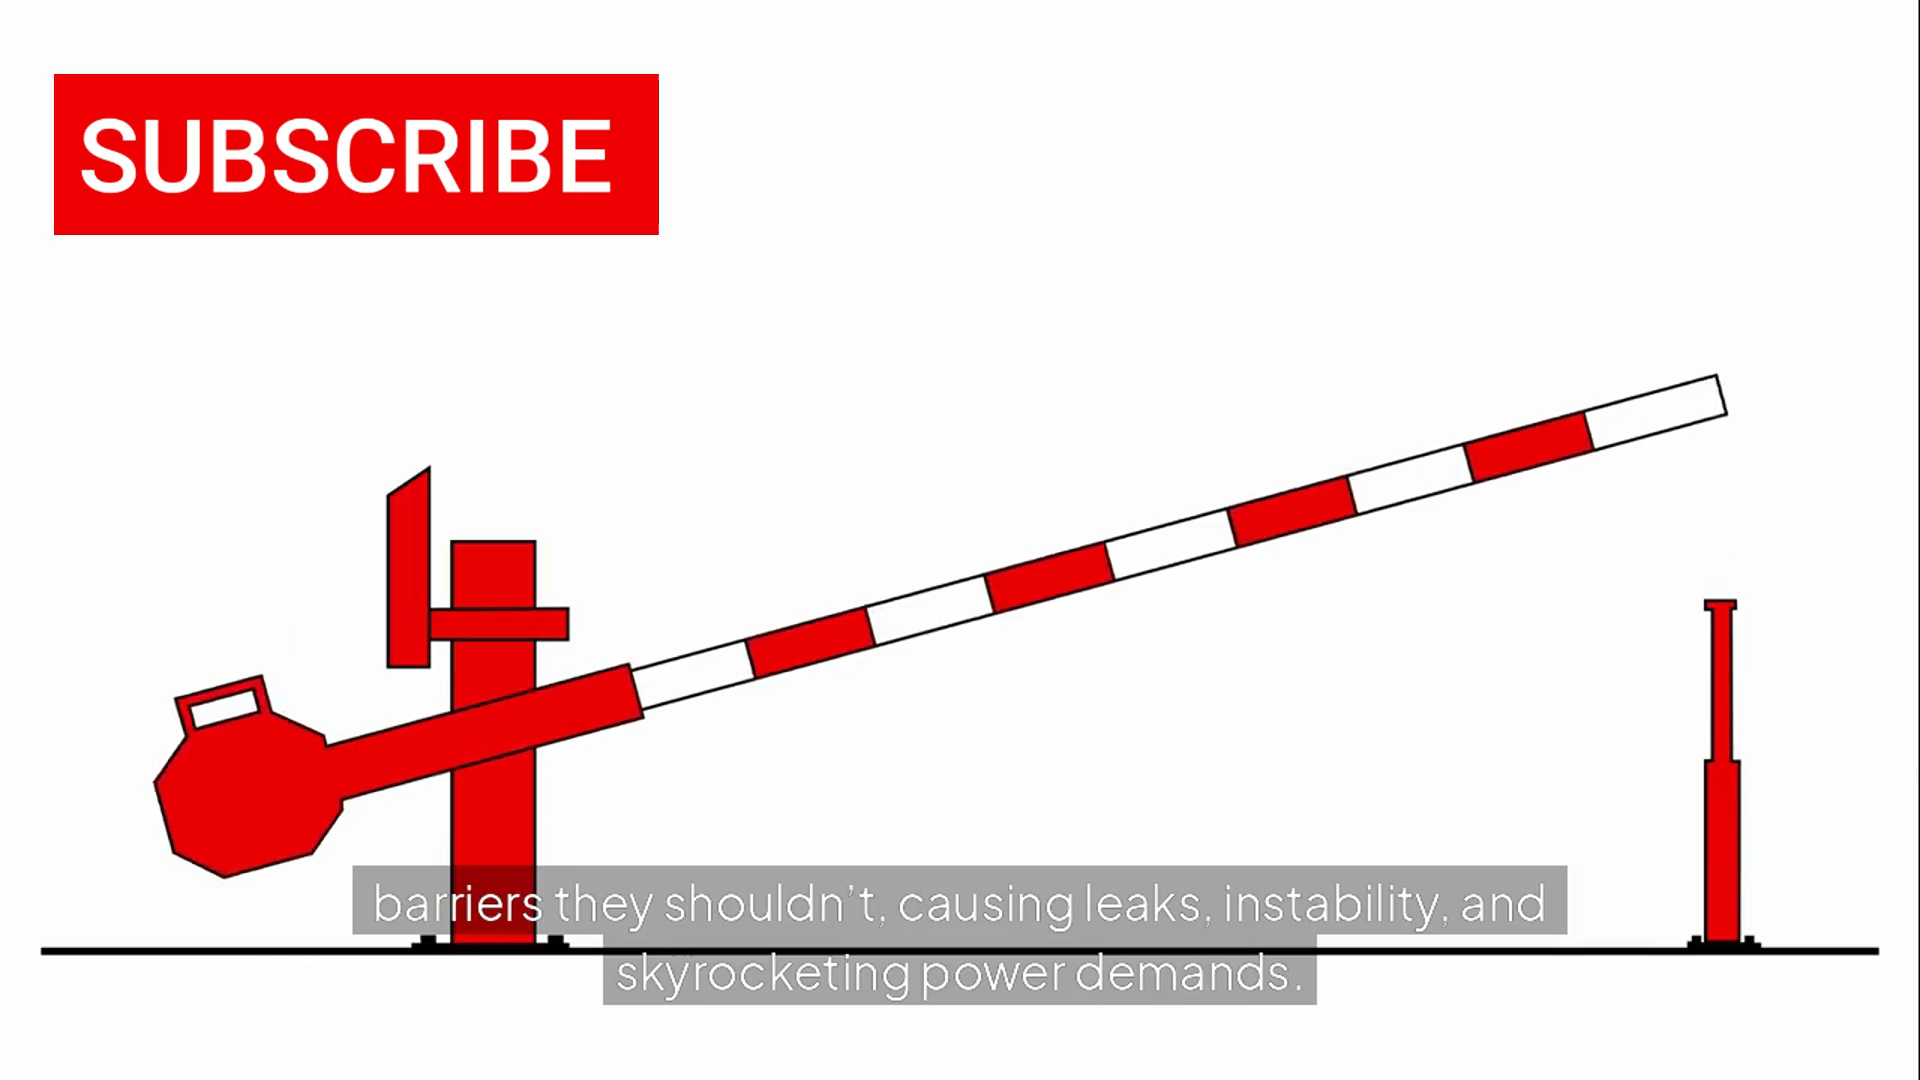 SUBSCRIBE
barriers they shouldn't, causing leaks, instability, and
skyrocketing power demands.